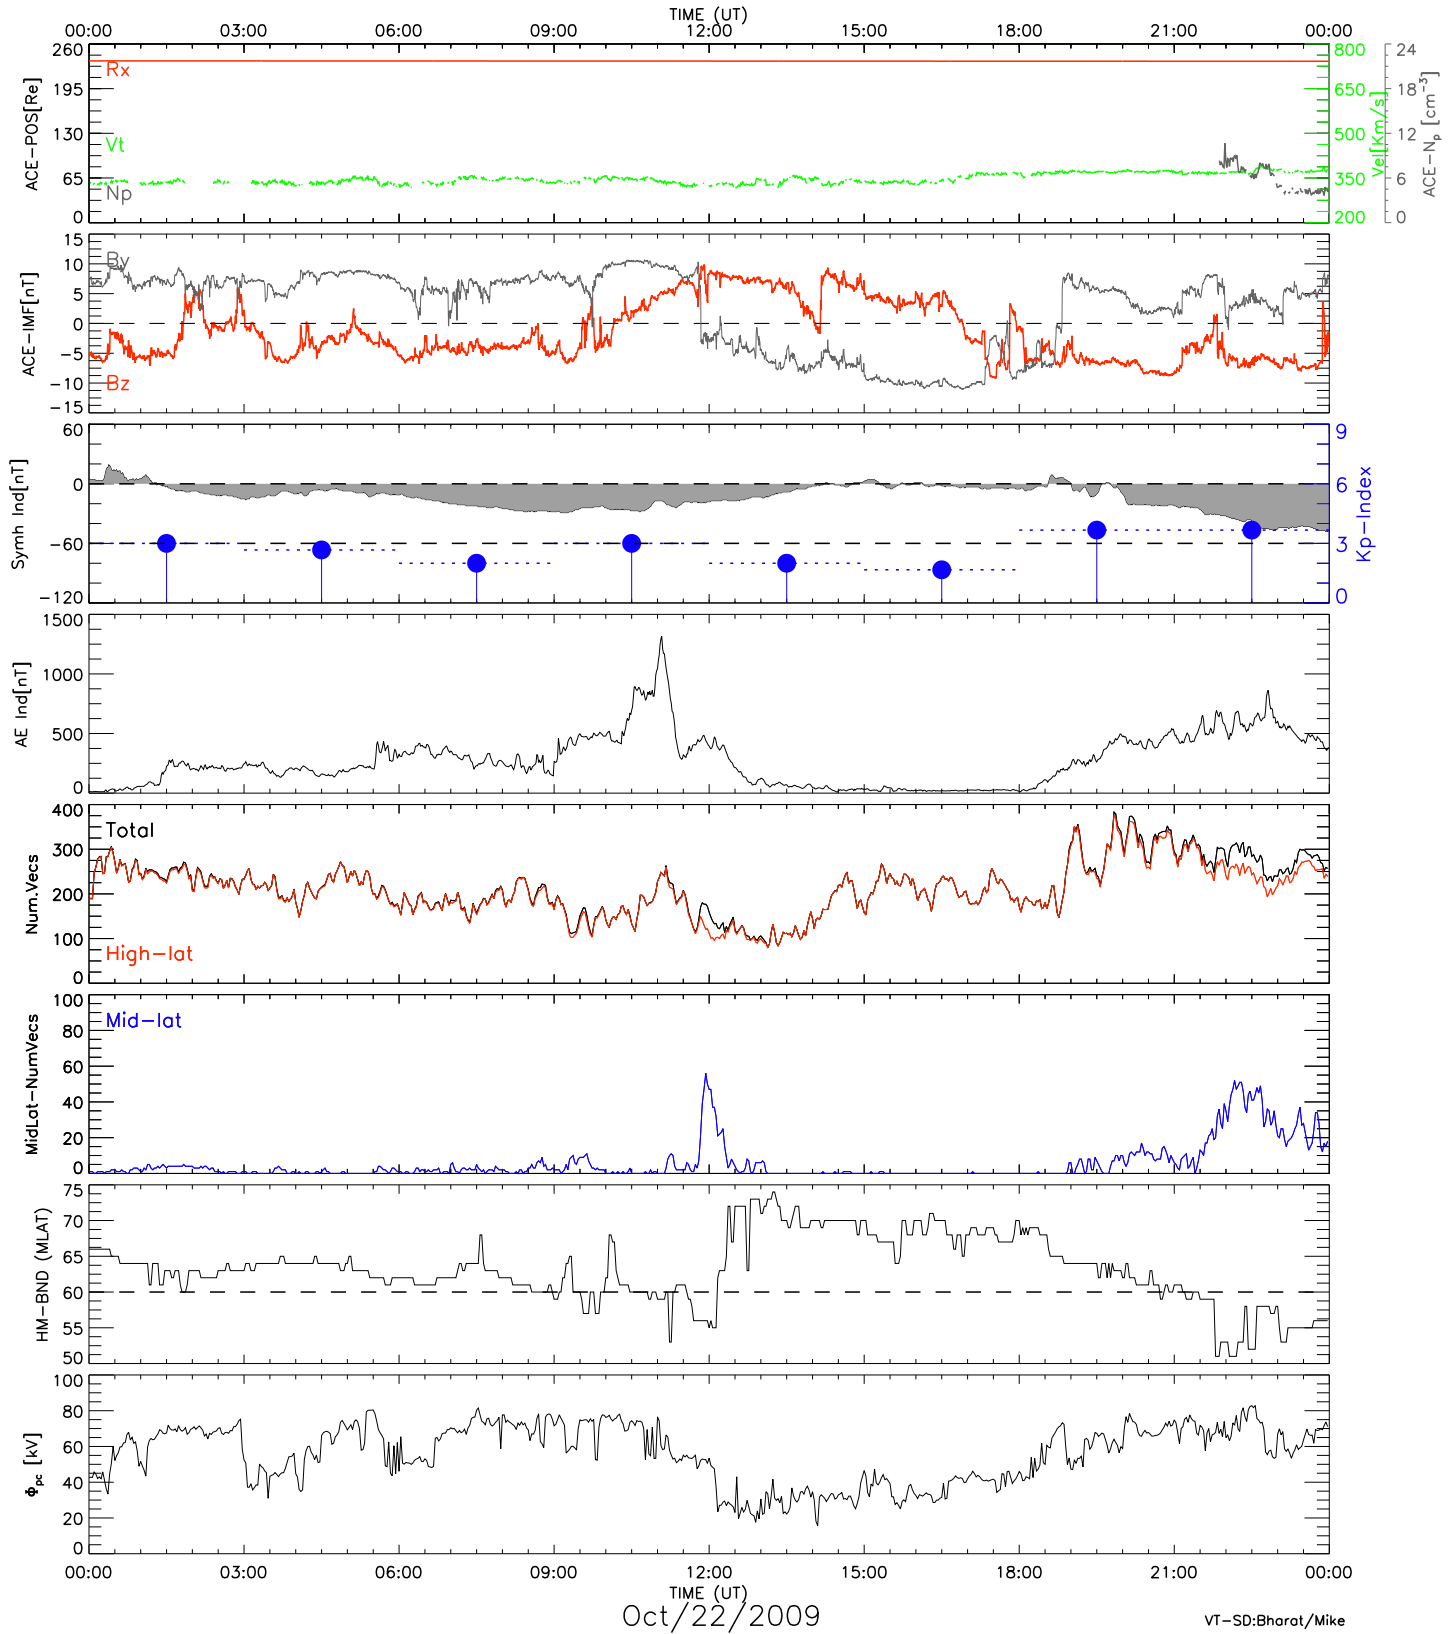 TIME (UT)
00:00 03:00 06:00 09:00 12:00 15:00 18:00 21:00 00:00
ACE-POS[Re]
260
195
130
65
0
Rx
Vt
Np
800
650
500
350
200
Vel[Km/s]
24
18
12
6
0
ACE-Np [cm-3]
ACE-IMF[nT]
15
10
5
0
-5
-10
-15
By
Bz
Symh Ind[nT]
60
0
-60
-120
9
6
3
0
Kp-Index
AE Ind[nT]
1500
1000
500
0
Num.Vecs
400
300
200
100
0
Total
High-lat
MidLat-NumVecs
100
80
60
40
20
0
Mid-lat
HM-BND (MLAT)
75
70
65
60
55
50
Φpc [kV]
100
80
60
40
20
0
00:00 03:00 06:00 09:00 12:00 15:00 18:00 21:00 00:00
TIME (UT)
Oct/22/2009
VT-SD:Bharat/Mike